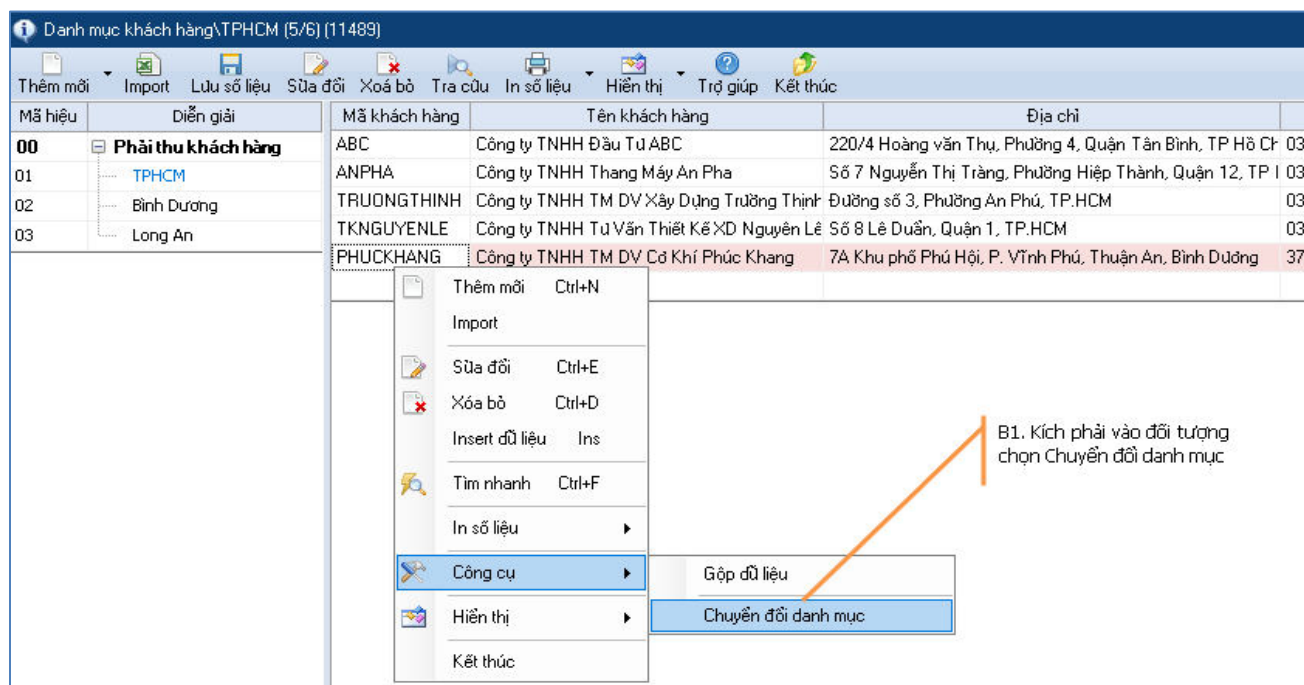 Danh mục khách hàng\TPHCM (5/6) (11489)
Thêm mới Import Lưu số liệu Sửa đổi Xoá bỏ Tra cứu In số liệu Hiển thị Trợ giúp Kết thúc
Mã hiệu Diễn giải Mã khách hàng Tên khách hàng Địa chỉ
00 Phải thu khách hàng
01 TPHCM
02 Bình Dương
03 Long An
ABC Công ty TNHH Đầu Tư ABC 220/4 Hoàng văn Thụ, Phường 4, Quận Tân Bình, TP Hồ Ch 03
ANPHA Công ty TNHH Thang Máy An Pha Số 7 Nguyễn Thị Tràng, Phường Hiệp Thành, Quận 12, TP 03
TRUONGTHINH Công ty TNHH TM DV Xây Dựng Trường Thịnh Đường số 3, Phường An Phú, TP.HCM 03
TKNGUYENLE Công ty TNHH Tư Vấn Thiết Kế XD Nguyên Lê Số 8 Lê Duẩn, Quận 1, TP.HCM 03
PHUCKHANG Công ty TNHH TM DV Cơ Khí Phúc Khang 7A Khu phố Phú Hội, P. Vĩnh Phú, Thuận An, Bình Dương 37
Thêm mới Ctrl+N
Import
Sửa đổi Ctrl+E
Xóa bỏ Ctrl+D
Insert dữ liệu Ins
Tìm nhanh Ctrl+F
In số liệu
Công cụ
Hiển thị
Kết thúc
Gộp dữ liệu
Chuyển đổi danh mục
B1. Kích phải vào đối tượng
chọn Chuyển đổi danh mục